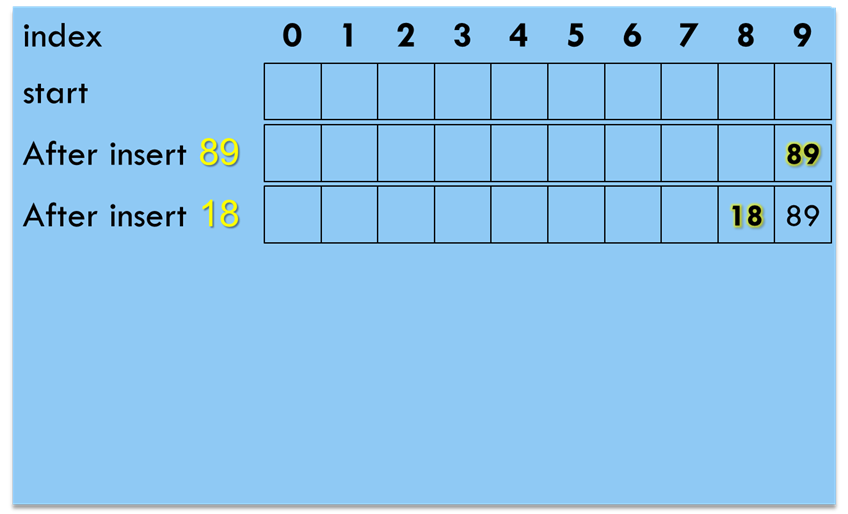 index 0 1 2 3 4 5 6 7 8 9
start
After insert 89 89
After insert 18 18 89